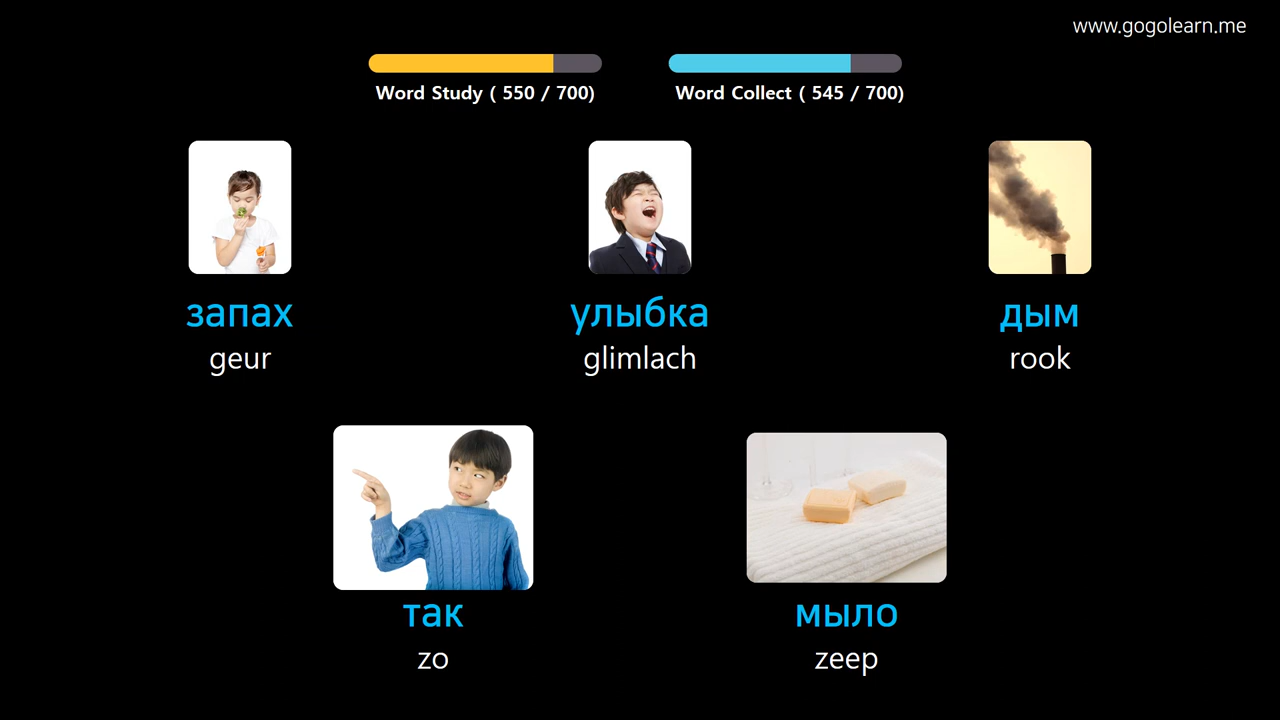 www.gogolearn.me
Word Study ( 550 / 700)
Word Collect ( 545 / 700)
запах
geur
улыбка
glimlach
дым
rook
так
zo
мыло
zeep